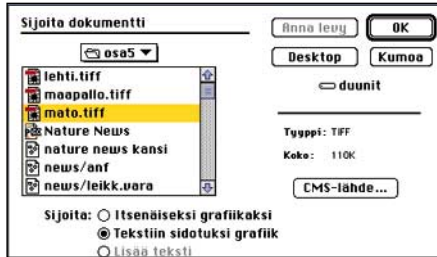 Sijoita dokumentti
osa5
lehti.tiff
maapallo.tiff
mato.tiff
Nature News
nature news kansi
news/anf
news/leikk.vara
Anna levy
OK
Desktop
Kumoa
duunit
Tyyppi: TIFF
Koko: 110K
CMS-lähde...
Sijoita: Itsenäiseksi grafiikaksi
Tekstiin sidotuksi grafiik
Lisää teksti